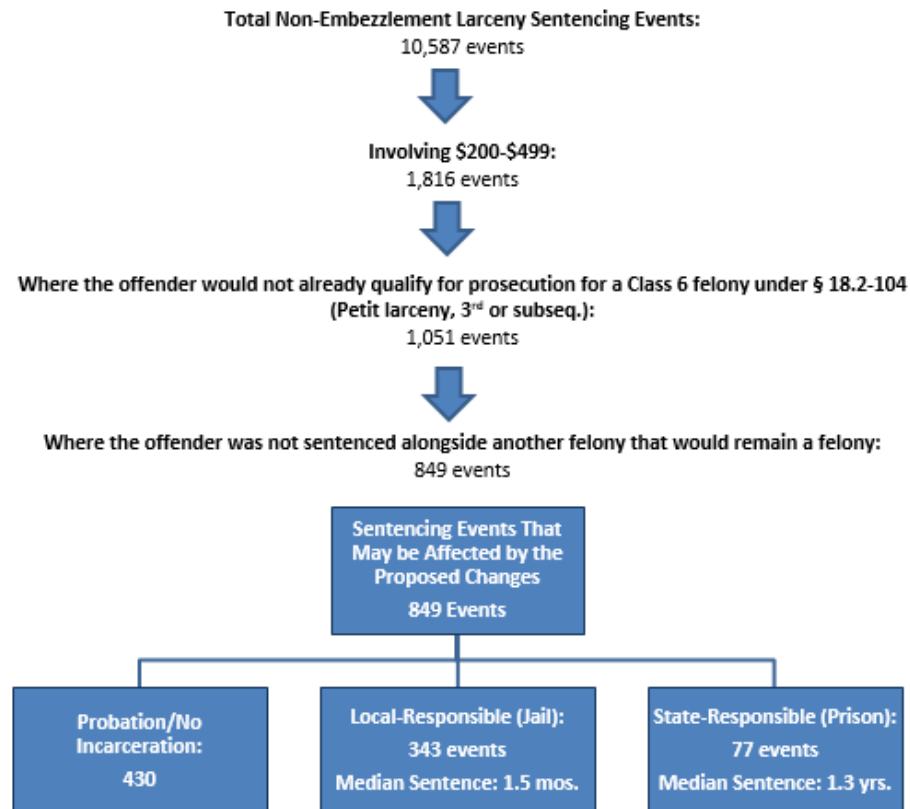 Total Non-Embezzlement Larceny Sentencing Events:
10,587 events
Involving $200-$499:
1,816 events
Where the offender would not already qualify for prosecution for a Class 6 felony under § 18.2-104
(Petit larceny, 3rd or subseq.):
1,051 events
Where the offender was not sentenced alongside another felony that would remain a felony:
849 events
Sentencing Events That
May be Affected by the
Proposed Changes
849 Events
Probation/No
Incarceration:
430
Local-Responsible (Jail):
343 events
Median Sentence: 1.5 mos.
State-Responsible (Prison):
77 events
Median Sentence: 1.3 yrs.